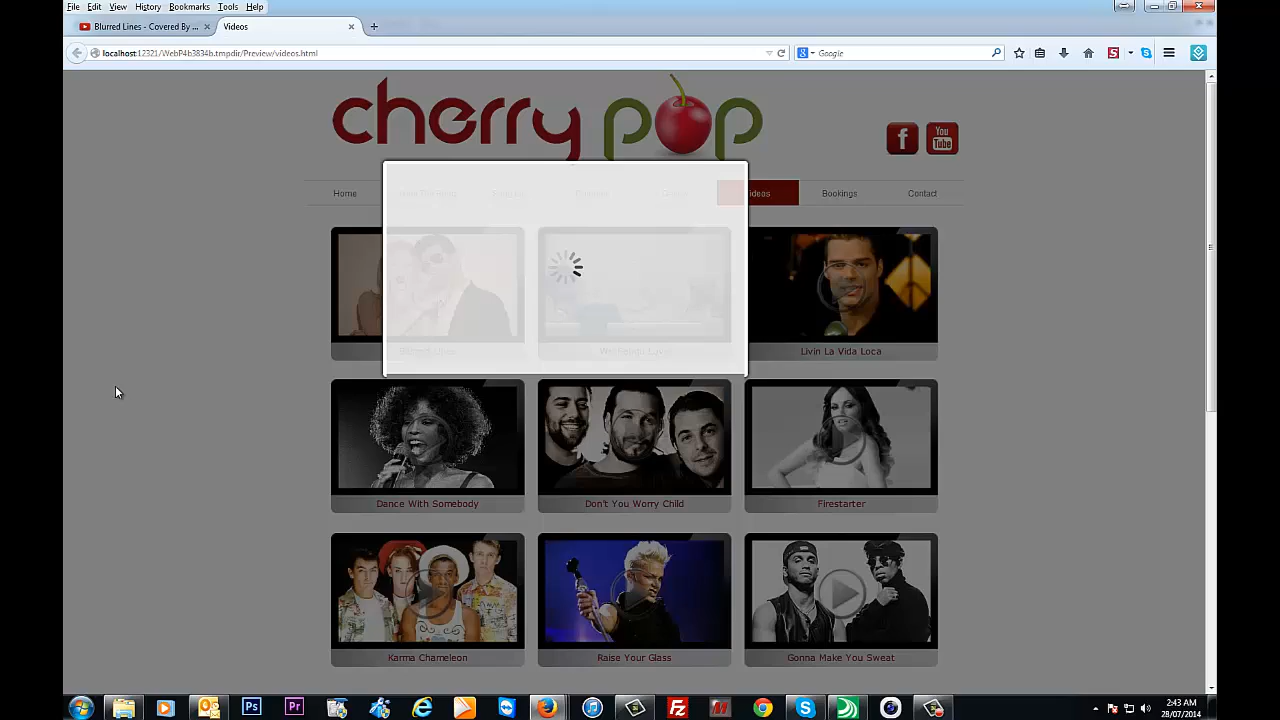 File Edit View History Bookmarks Tools Help
Blurred Lines - Covered By ... Videos
localhost:12321/WebP4b3834b.tmpdir/Preview/videos.html
Google
cherry pop
You Tube
Home
Videos
Bookings
Contact
Livin La Vida Loca
Dance With Somebody
Don't You Worry Child
Firestarter
Karma Chameleon
Raise Your Glass
Gonna Make You Sweat
2:43 AM
28/07/2014